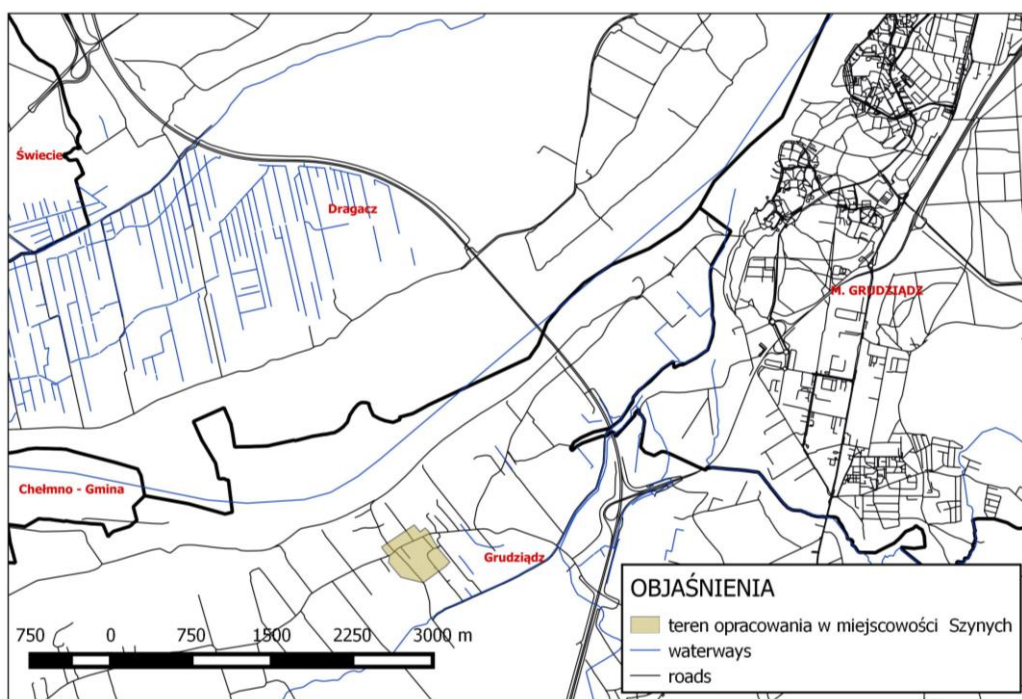 Świecie
Dragacz
M. GRUDZIĄDZ
Chełmno - Gmina
Grudziądz
750 0 750 1500 2250 3000 m
OBJAŚNIENIA
teren opracowania w miejscowości Szynych
waterways
roads